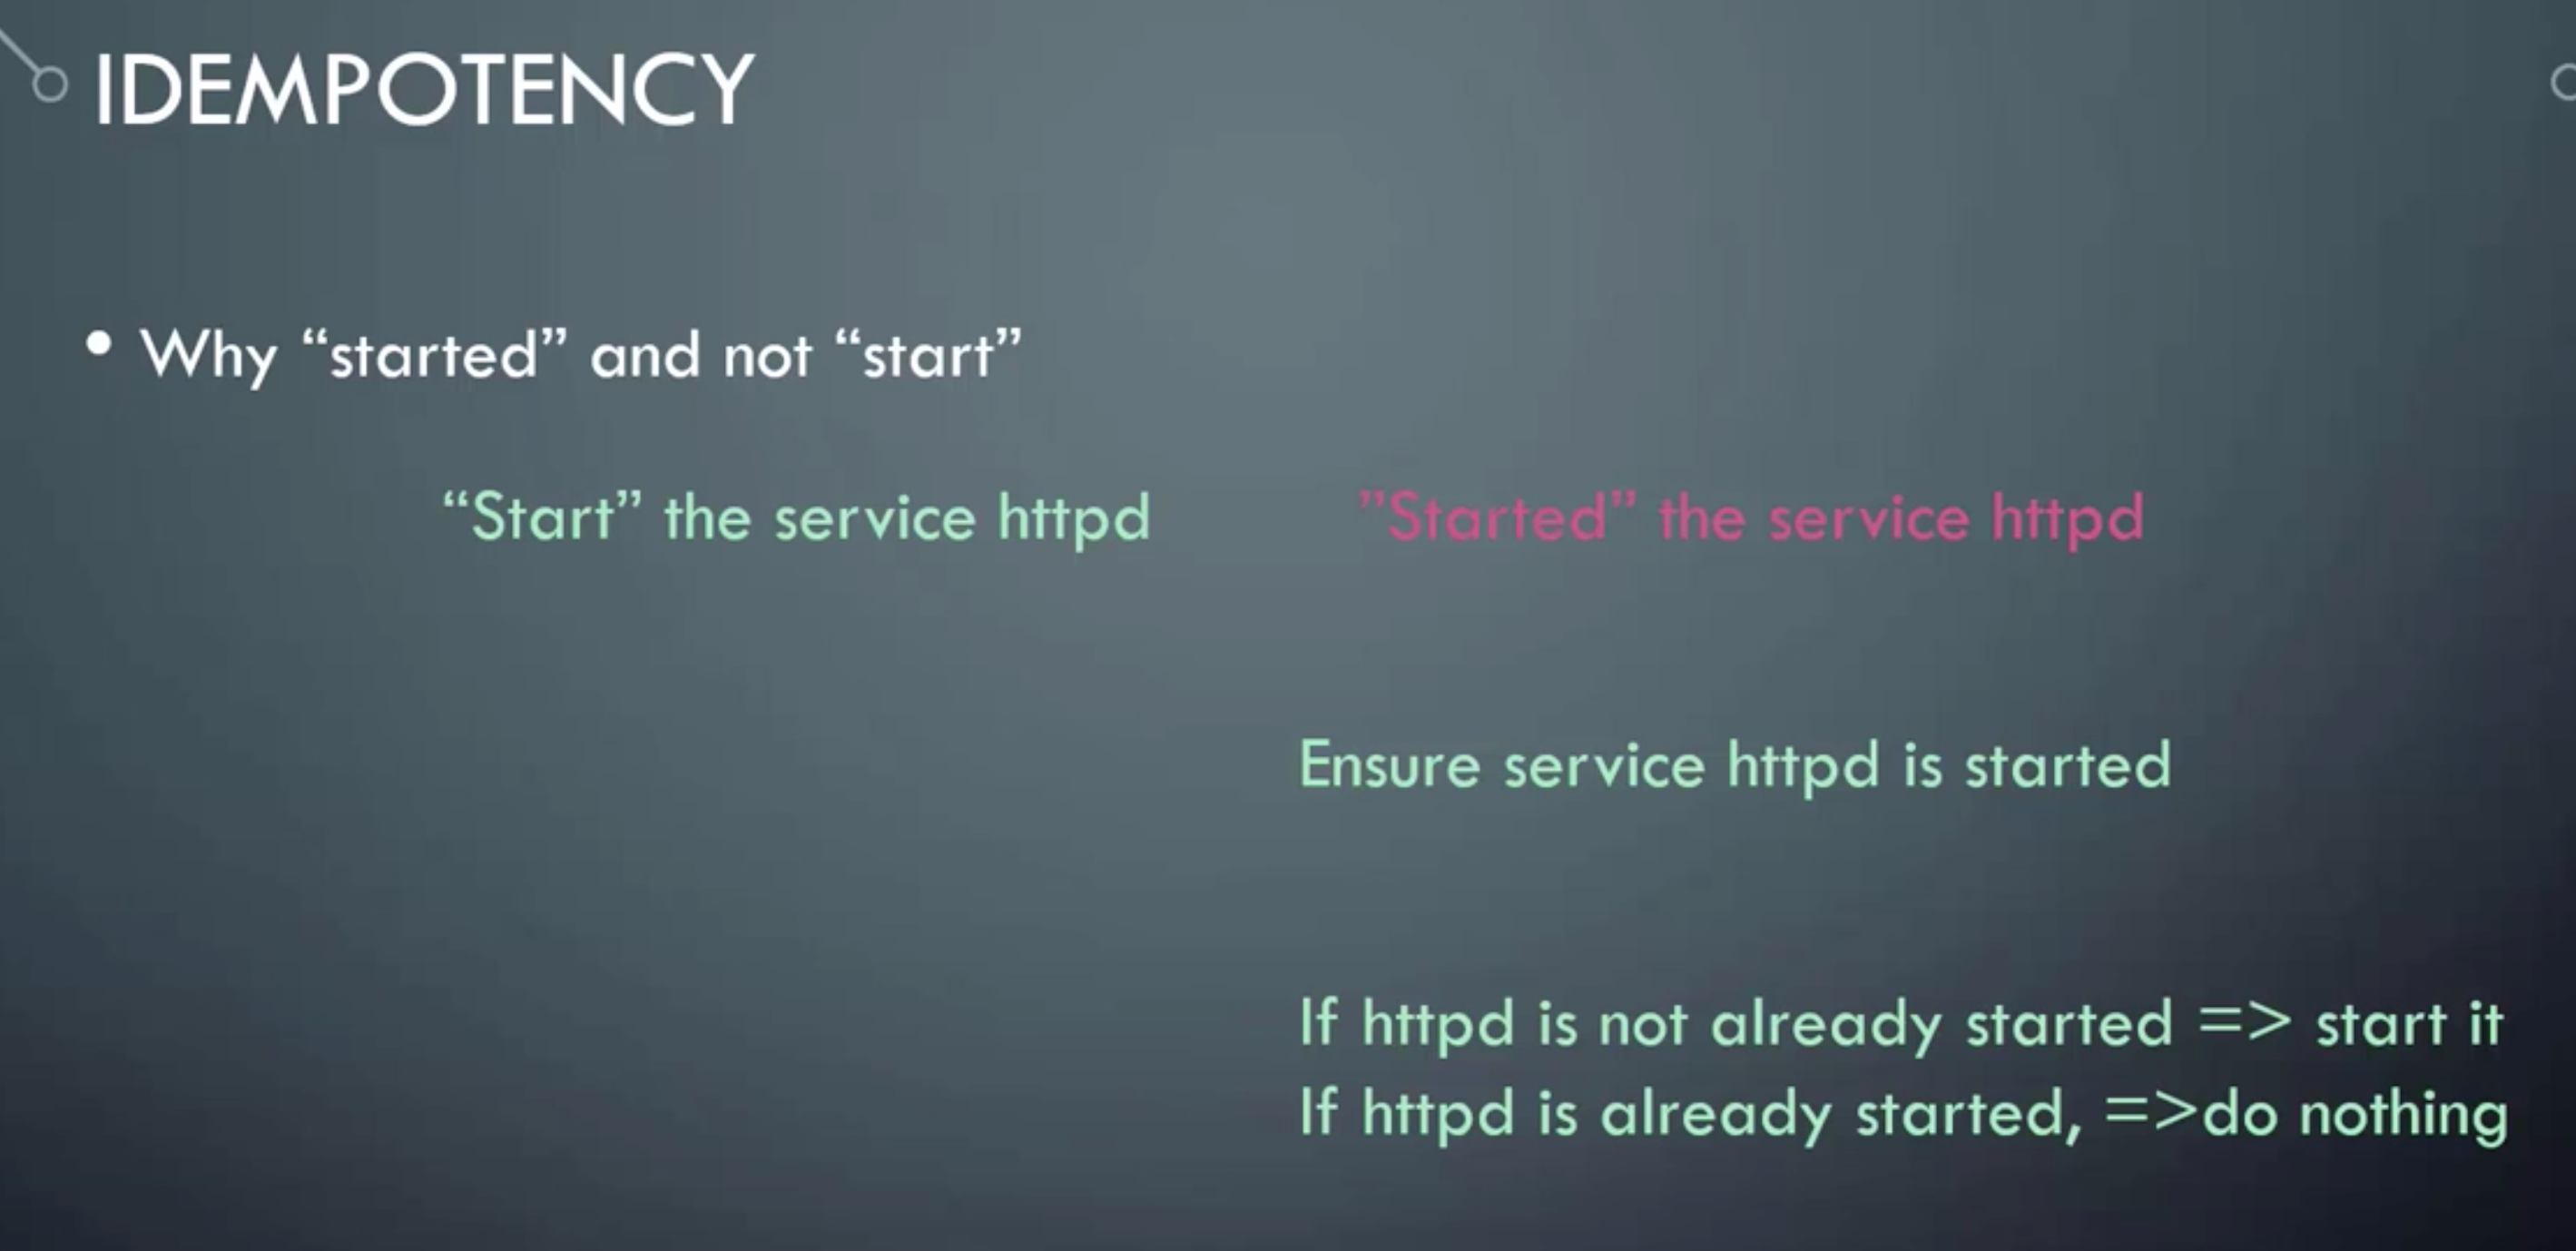 IDEMPOTENCY
• Why “started” and not “start”
“Start” the service httpd
”Started” the service httpd
Ensure service httpd is started
If httpd is not already started => start it
If httpd is already started, =>do nothing